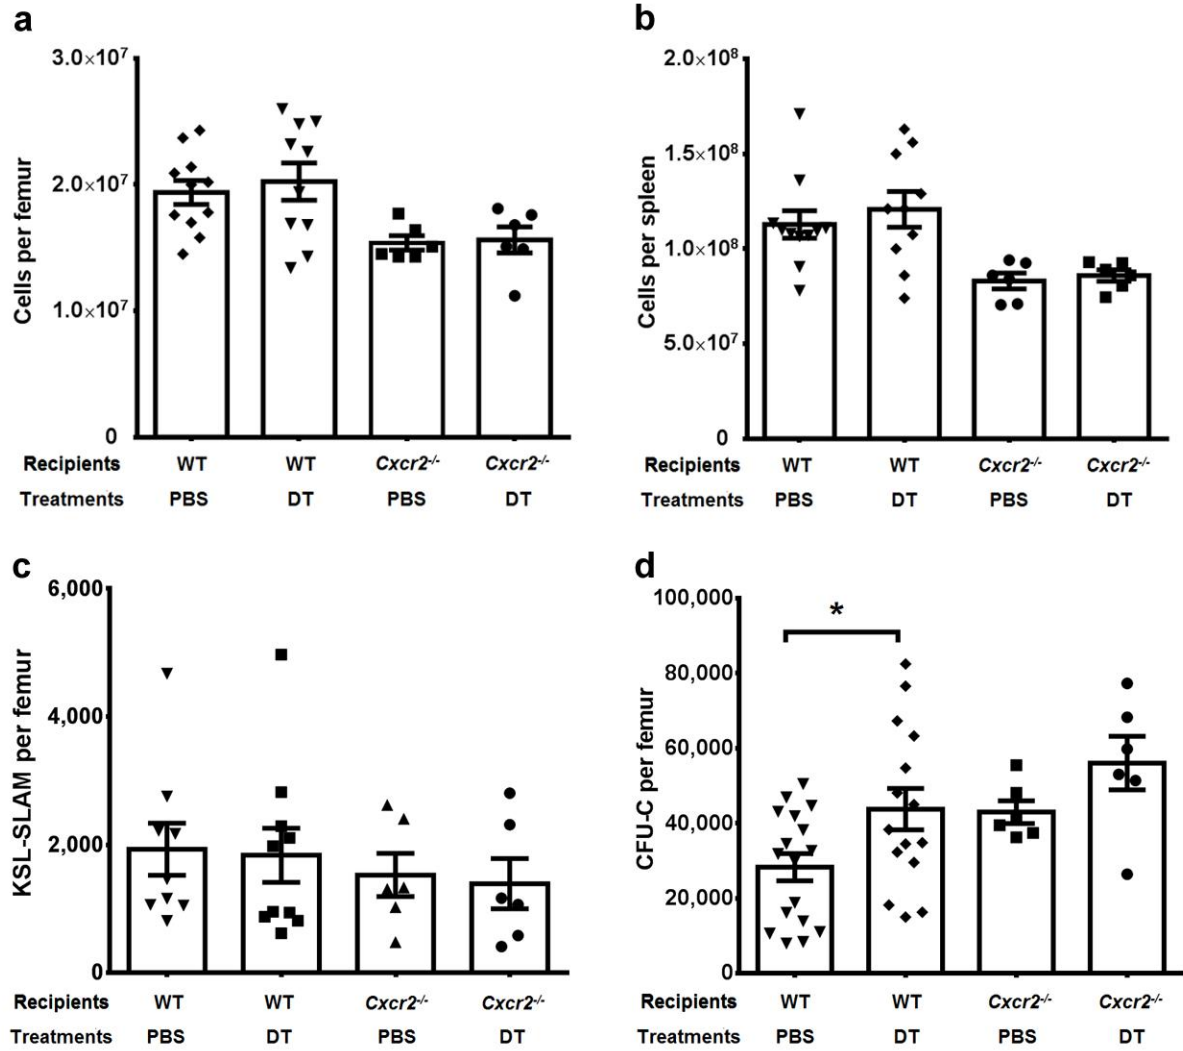 a
3.0×10⁷
2.0×10⁷
1.0×10⁷
0
Cells per femur
Recipients WT WT Cxcr2-/- Cxcr2-/-
Treatments PBS DT PBS DT
b
2.0×10⁸
1.5×10⁸
1.0×10⁸
5.0×10⁷
0
Cells per spleen
Recipients WT WT Cxcr2-/- Cxcr2-/-
Treatments PBS DT PBS DT
c
6,000
4,000
2,000
0
KSL-SLAM per femur
Recipients WT WT Cxcr2-/- Cxcr2-/-
Treatments PBS DT PBS DT
d
100,000
80,000
60,000
40,000
20,000
0
CFU-C per femur
*
Recipients WT WT Cxcr2-/- Cxcr2-/-
Treatments PBS DT PBS DT